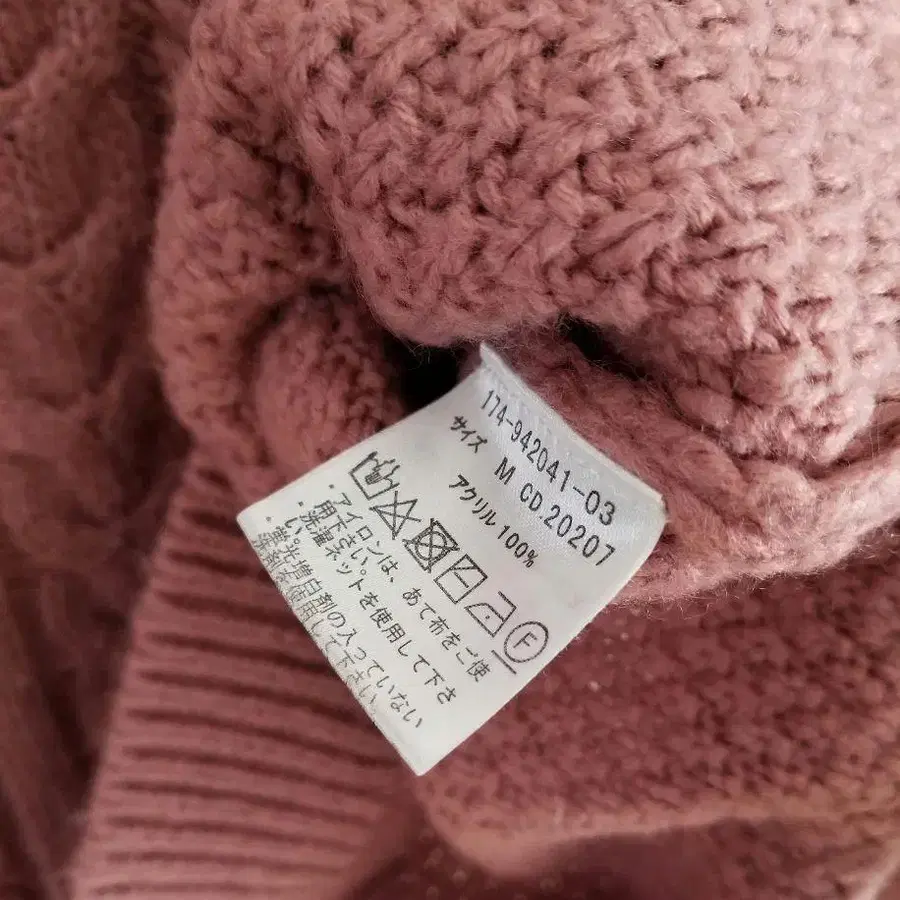 174-942041-03
サイズ M CD.20207
アクリル 100%
F
・アイロンは、あて布をご使
用下さい。
・洗濯ネットを使用して下さ
い。
・蛍光増白剤の入っていない
洗剤を使用して下さい。